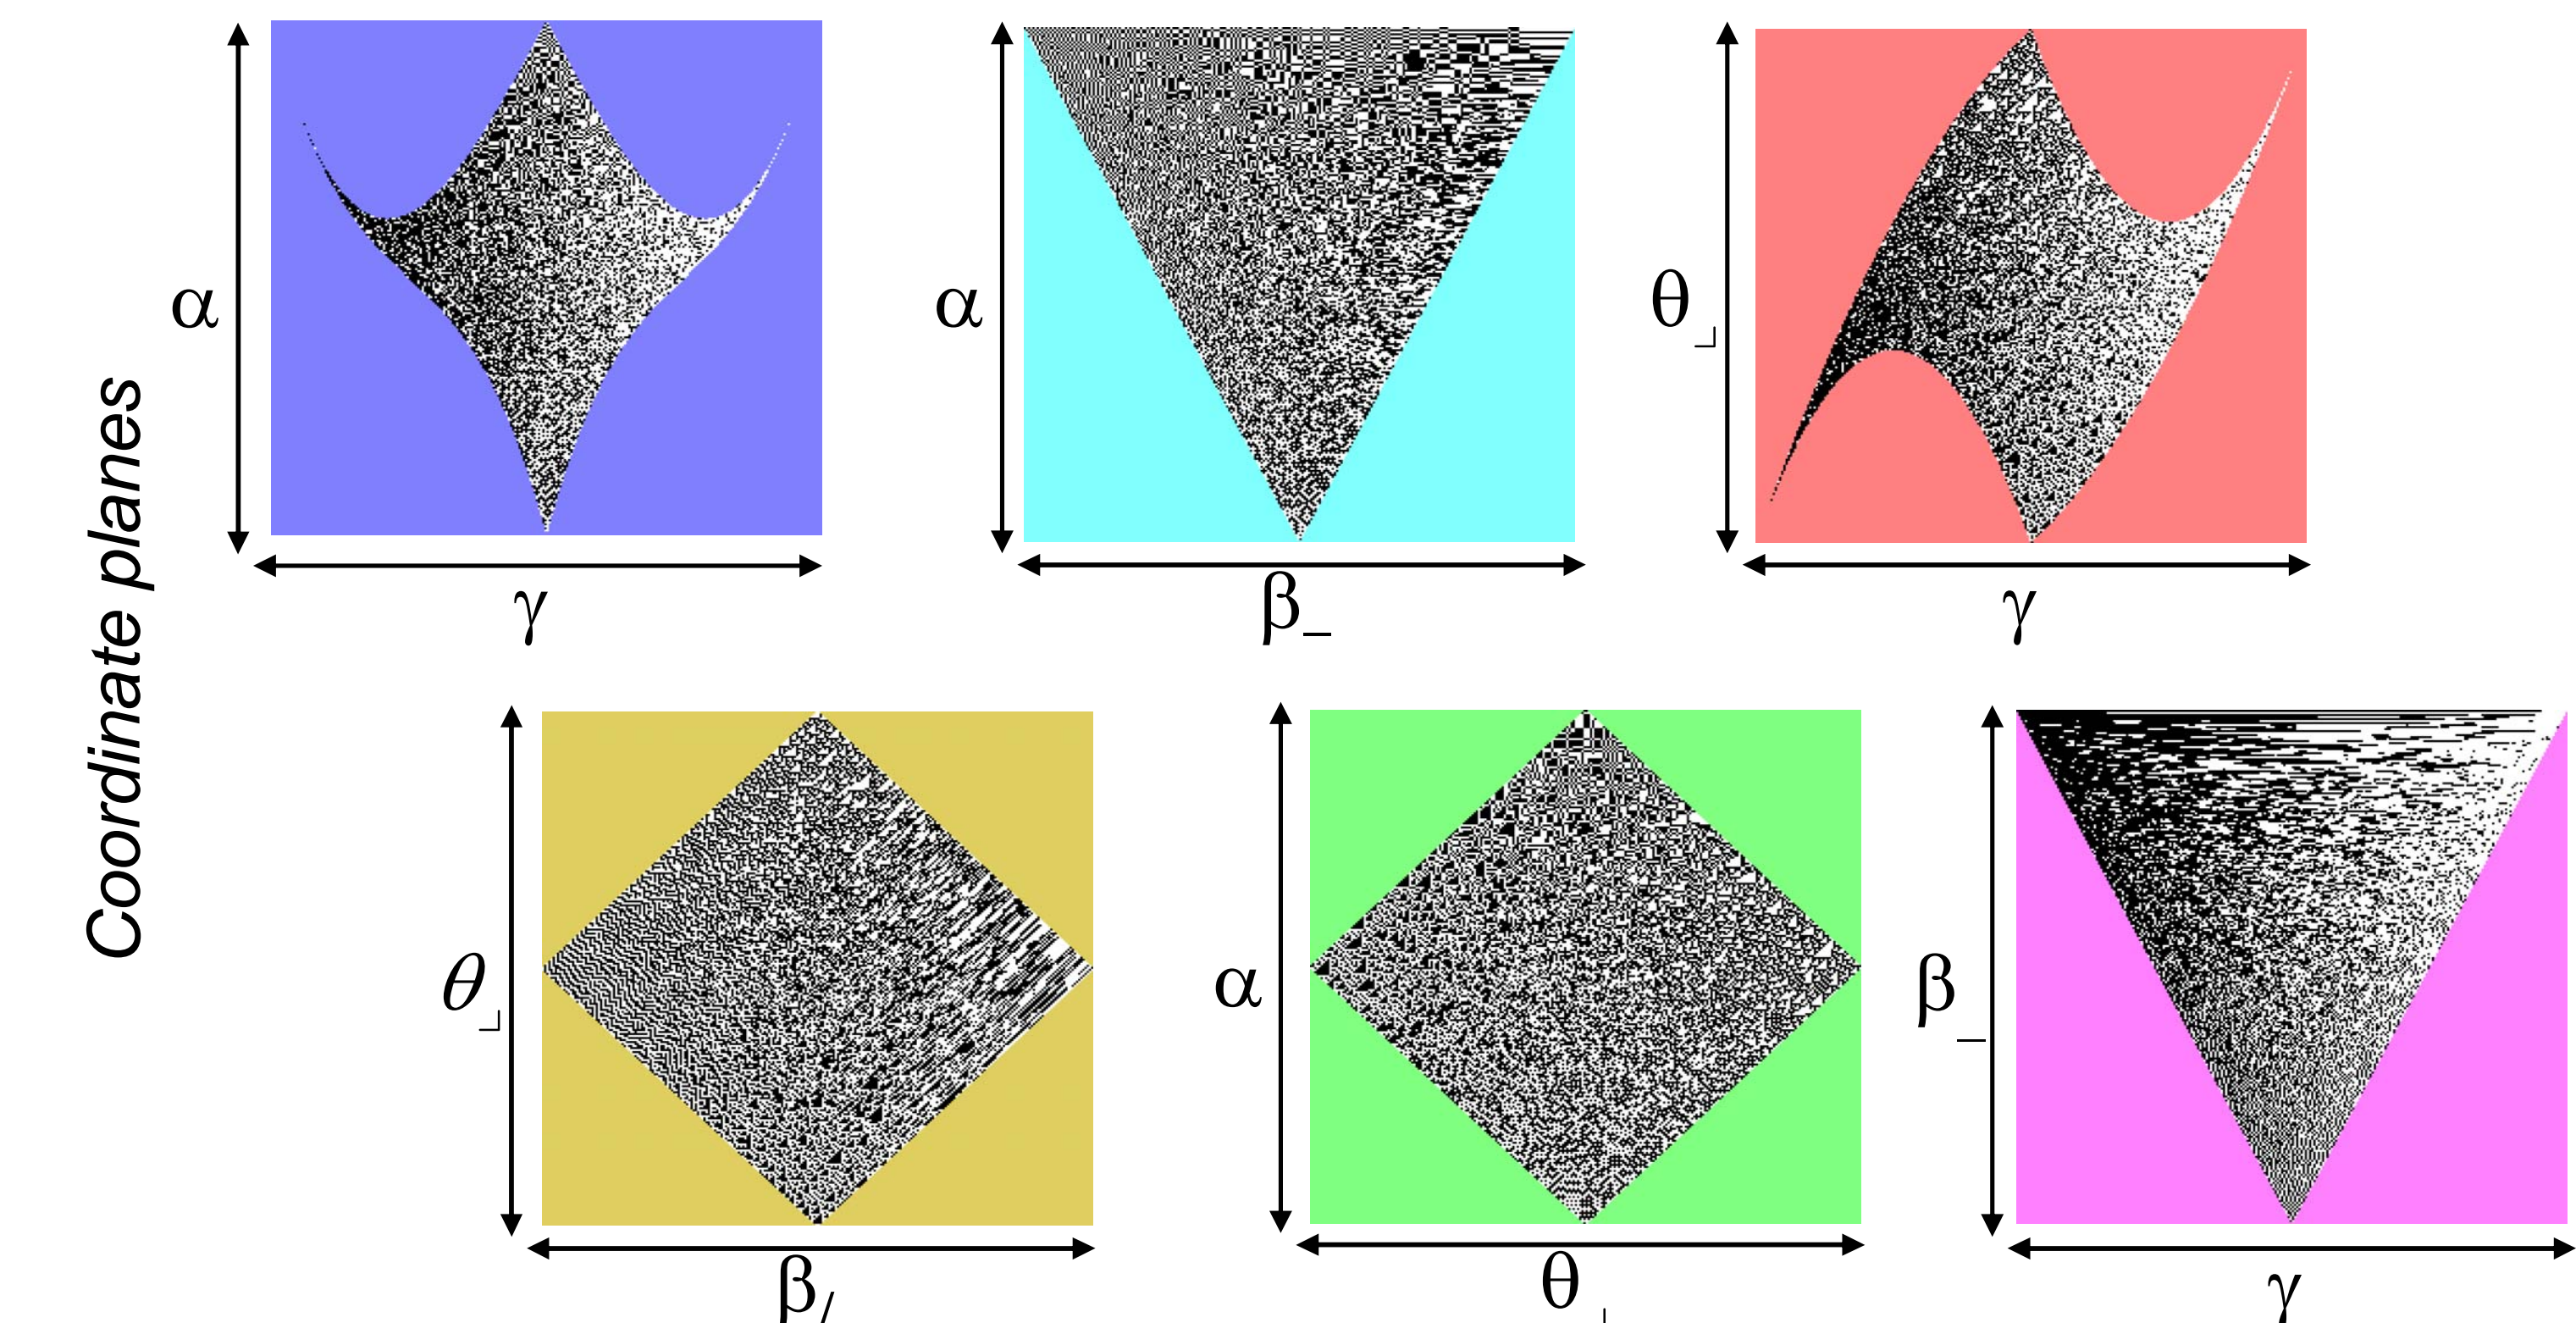 Coordinate planes
α
γ
α
β_
θ⌟
γ
θ⌟
β/
α
θ⌟
β_
γ